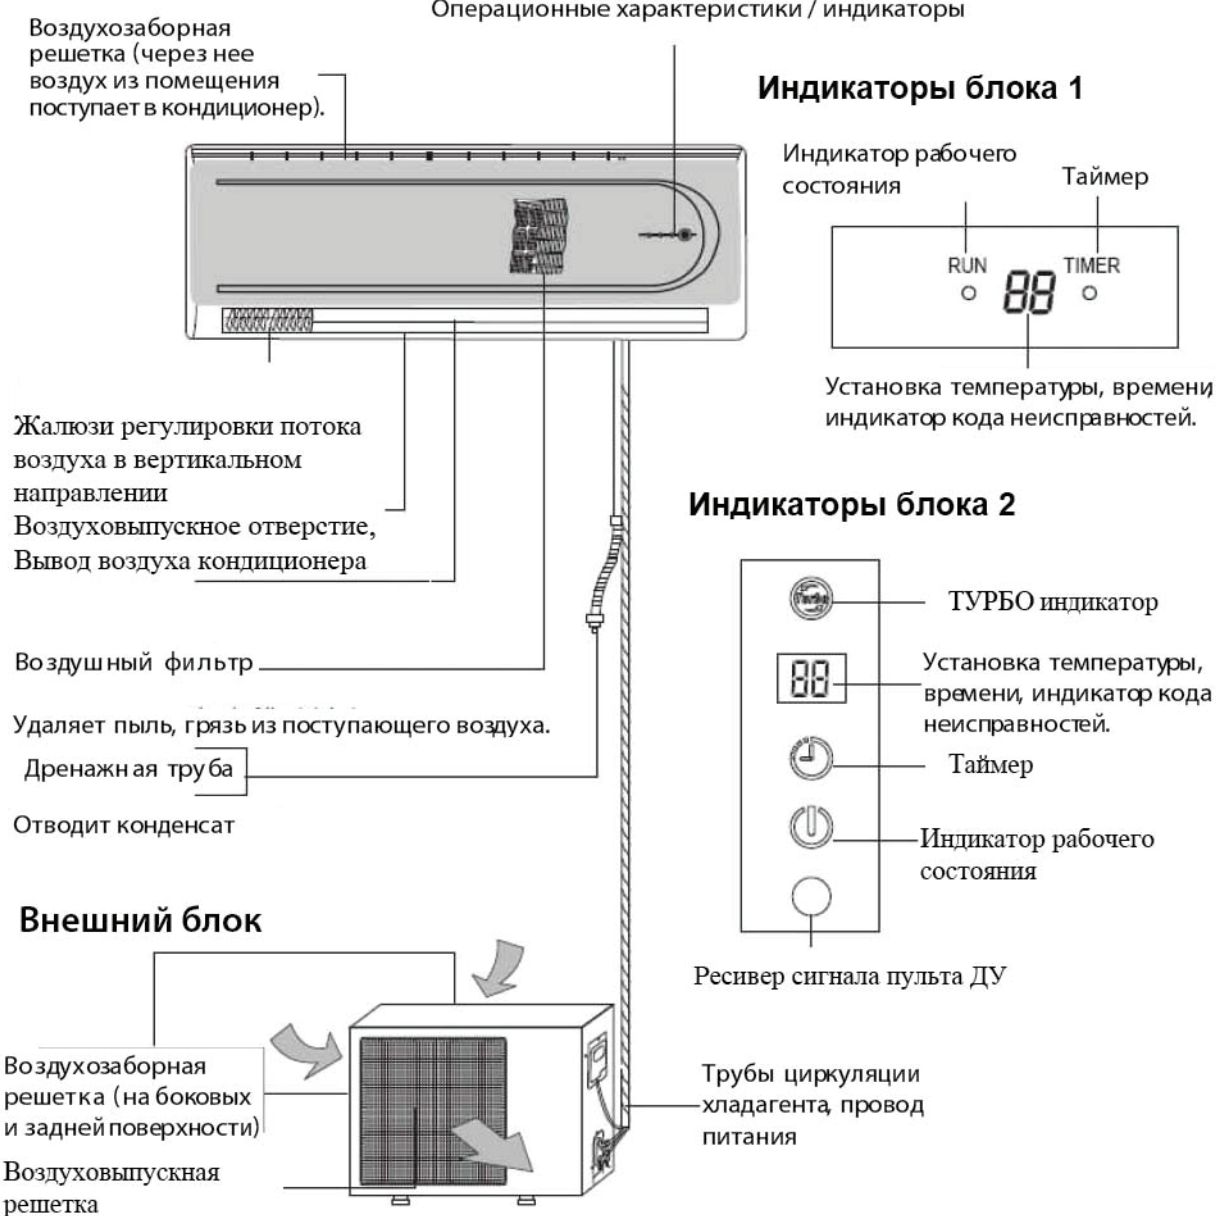 Операционные характеристики / индикаторы
Воздухозаборная
решетка (через нее
воздух из помещения
поступает в кондиционер).
Индикаторы блока 1
Индикатор рабочего
состояния
Таймер
RUN
88
TIMER
Установка температуры, времени,
индикатор кода неисправностей.
Жалюзи регулировки потока
воздуха в вертикальном
направлении
Воздуховыпускное отверстие,
Вывод воздуха кондиционера
Воздушный фильтр
Удаляет пыль, грязь из поступающего воздуха.
Дренажная труба
Отводит конденсат
Индикаторы блока 2
Turbo
ТУРБО индикатор
88
Установка температуры,
времени, индикатор кода
неисправностей.
Таймер
Индикатор рабочего
состояния
Ресивер сигнала пульта ДУ
Внешний блок
Воздухозаборная
решетка (на боковых
и задней поверхности)
Воздуховыпускная
решетка
Трубы циркуляции
хладагента, провод
питания